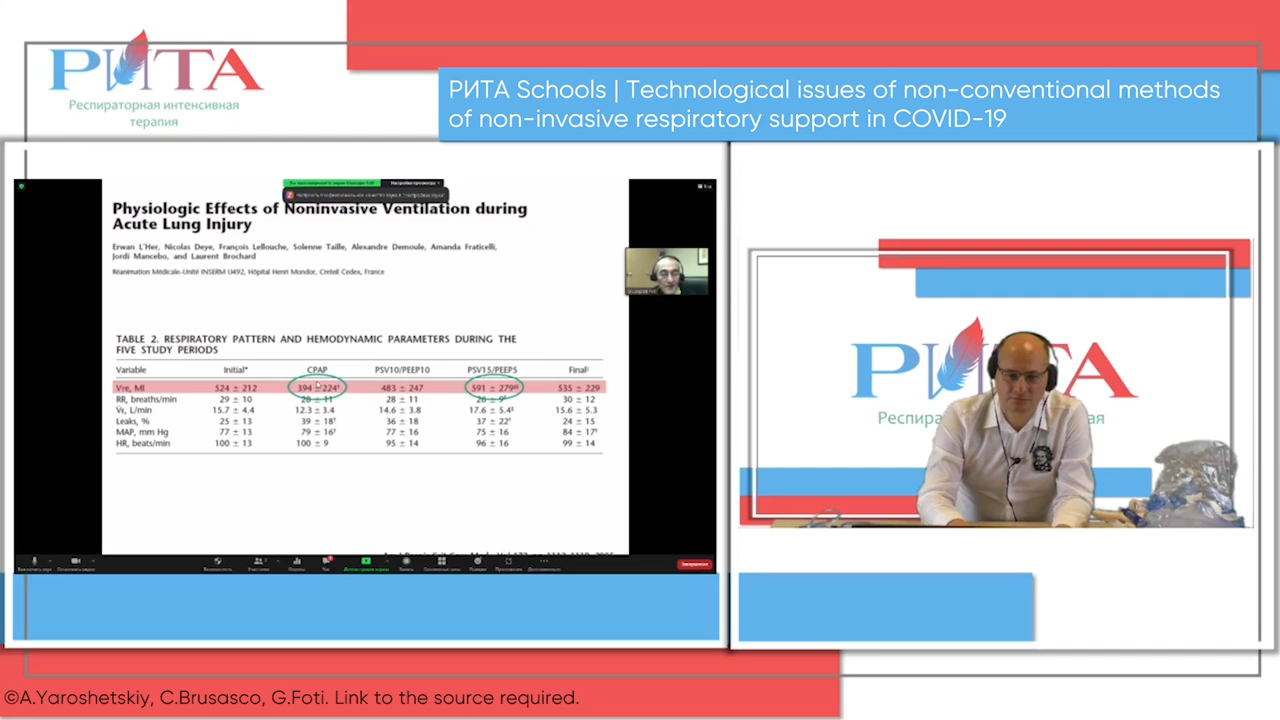 РИТА
Респираторная интенсивная
терапия
РИТА Schools | Technological issues of non-conventional methods
of non-invasive respiratory support in COVID-19
Physiologic Effects of Noninvasive Ventilation during
Acute Lung Injury
Erwan L'Her, Nicolas Deye, François Lellouche, Solenne Taille, Alexandre Demoule, Amanda Fraticelli,
Jordi Mancebo, and Laurent Brochard
Réanimation Médicale-Unité INSERM U492, Hôpital Henri Mondor, Creteil Cedex, France
TABLE 2. RESPIRATORY PATTERN AND HEMODYNAMIC PARAMETERS DURING THE
FIVE STUDY PERIODS
Variable Initial* CPAP PSV10/PEEP10 PSV15/PEEP5 Final
VTE, Ml 524 ± 212 394 ± 224† 483 ± 247 591 ± 279 535 ± 229
RR, breaths/min 29 ± 10 28 ± 11 28 ± 11 26 ± 9 30 ± 12
V̇E, L/min 15.7 ± 4.4 12.3 ± 3.4 14.6 ± 3.8 17.6 ± 5.4‡ 15.6 ± 5.3
Leaks, % 25 ± 13 39 ± 18† 36 ± 18 37 ± 22† 24 ± 15
MAP, mm Hg 77 ± 13 79 ± 16† 77 ± 16 75 ± 16 84 ± 17†
HR, beats/min 100 ± 13 100 ± 9 95 ± 14 96 ± 16 99 ± 14
РИТА
©A.Yaroshetskiy, C.Brusasco, G.Foti. Link to the source required.